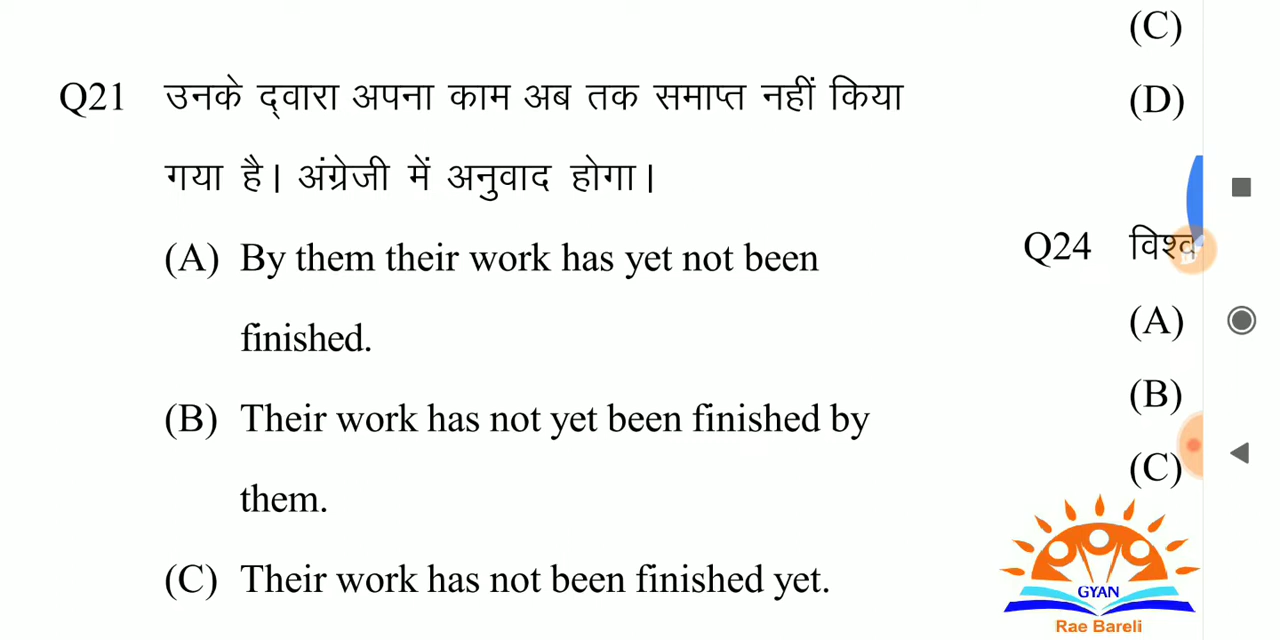 Q21 उनके द्वारा अपना काम अब तक समाप्त नहीं किया
गया है। अंग्रेजी में अनुवाद होगा।
(A) By them their work has yet not been
finished.
(B) Their work has not yet been finished by
them.
(C) Their work has not been finished yet.
(C)
(D)
Q24 विश्व
(A)
(B)
(C)
GYAN
Rae Bareli